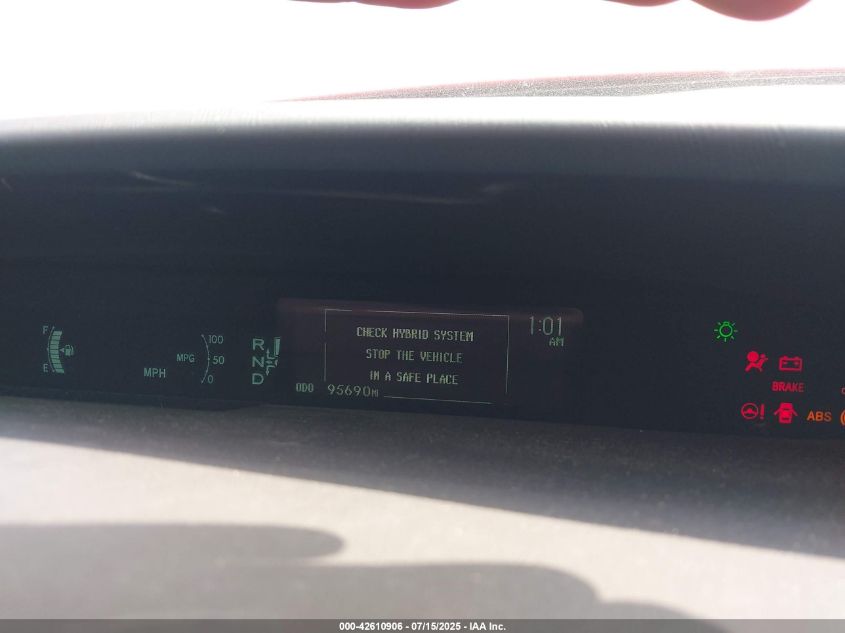 F
E
MPH
MPG
100
50
0
R
N
D
CHECK HYBRID SYSTEM
STOP THE VEHICLE
IN A SAFE PLACE
1:01
AM
ODO 95690MI
BRAKE
!
ABS
000-42610906 - 07/15/2025 - IAA Inc.